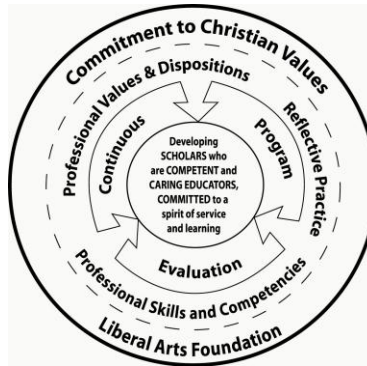 Commitment to Christian Values
Professional Values & Dispositions
Reflective Practice
Continuous
Program
Developing
SCHOLARS who
are COMPETENT and
CARING EDUCATORS,
COMMITTED to a
spirit of service
and learning
Evaluation
Professional Skills and Competencies
Liberal Arts Foundation